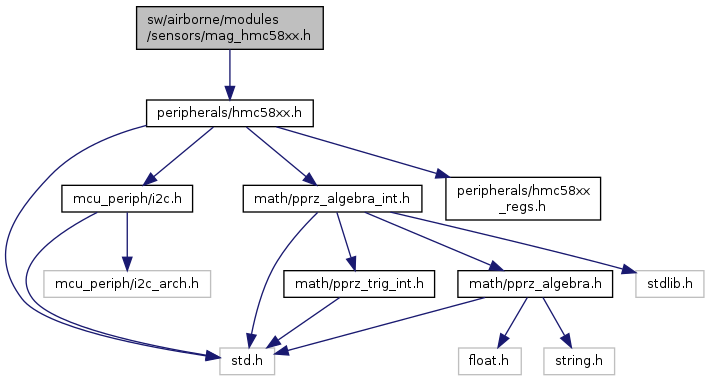 sw/airborne/modules
/sensors/mag_hmc58xx.h
peripherals/hmc58xx.h
mcu_periph/i2c.h
math/pprz_algebra_int.h
peripherals/hmc58xx
_regs.h
mcu_periph/i2c_arch.h
math/pprz_trig_int.h
math/pprz_algebra.h
stdlib.h
std.h
float.h
string.h